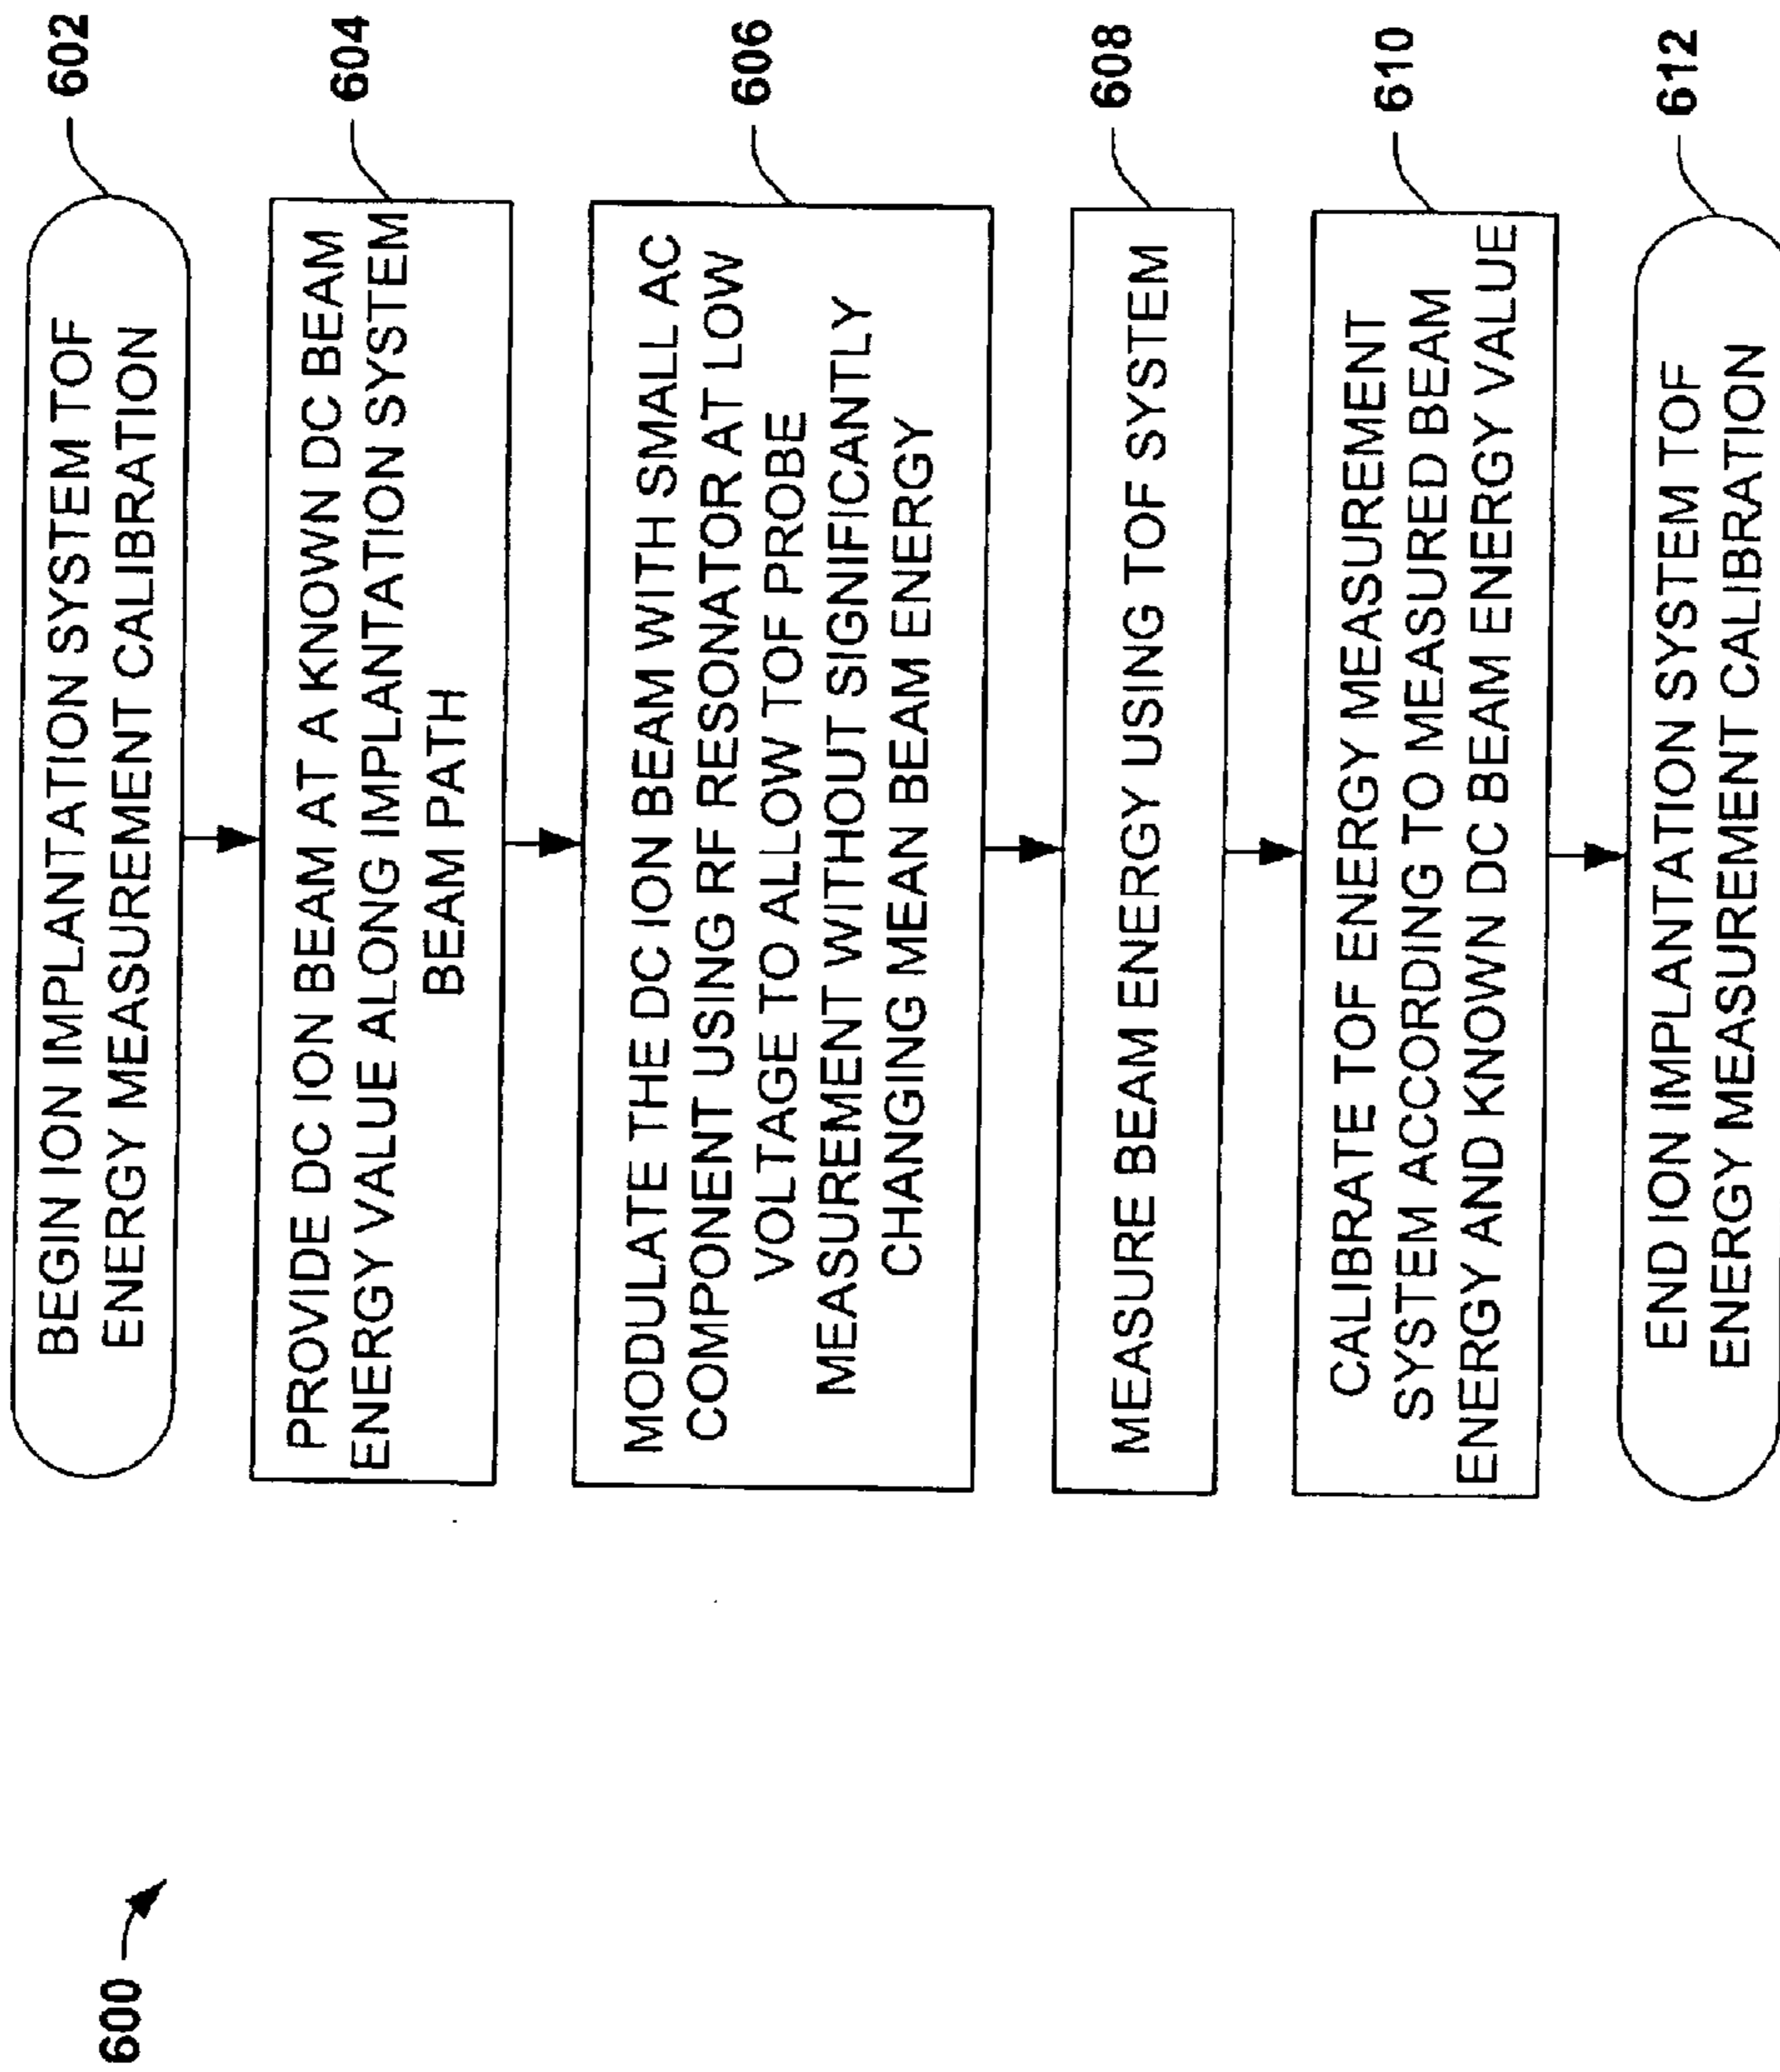 600
BEGIN ION IMPLANTATION SYSTEM TOF
ENERGY MEASUREMENT CALIBRATION
602
PROVIDE DC ION BEAM AT A KNOWN DC BEAM
ENERGY VALUE ALONG IMPLANTATION SYSTEM
BEAM PATH
604
MODULATE THE DC ION BEAM WITH SMALL AC
COMPONENT USING RF RESONATOR AT LOW
VOLTAGE TO ALLOW TOF PROBE
MEASUREMENT WITHOUT SIGNIFICANTLY
CHANGING MEAN BEAM ENERGY
606
MEASURE BEAM ENERGY USING TOF SYSTEM
608
CALIBRATE TOF ENERGY MEASUREMENT
SYSTEM ACCORDING TO MEASURED BEAM
ENERGY AND KNOWN DC BEAM ENERGY VALUE
610
END ION IMPLANTATION SYSTEM TOF
ENERGY MEASUREMENT CALIBRATION
612